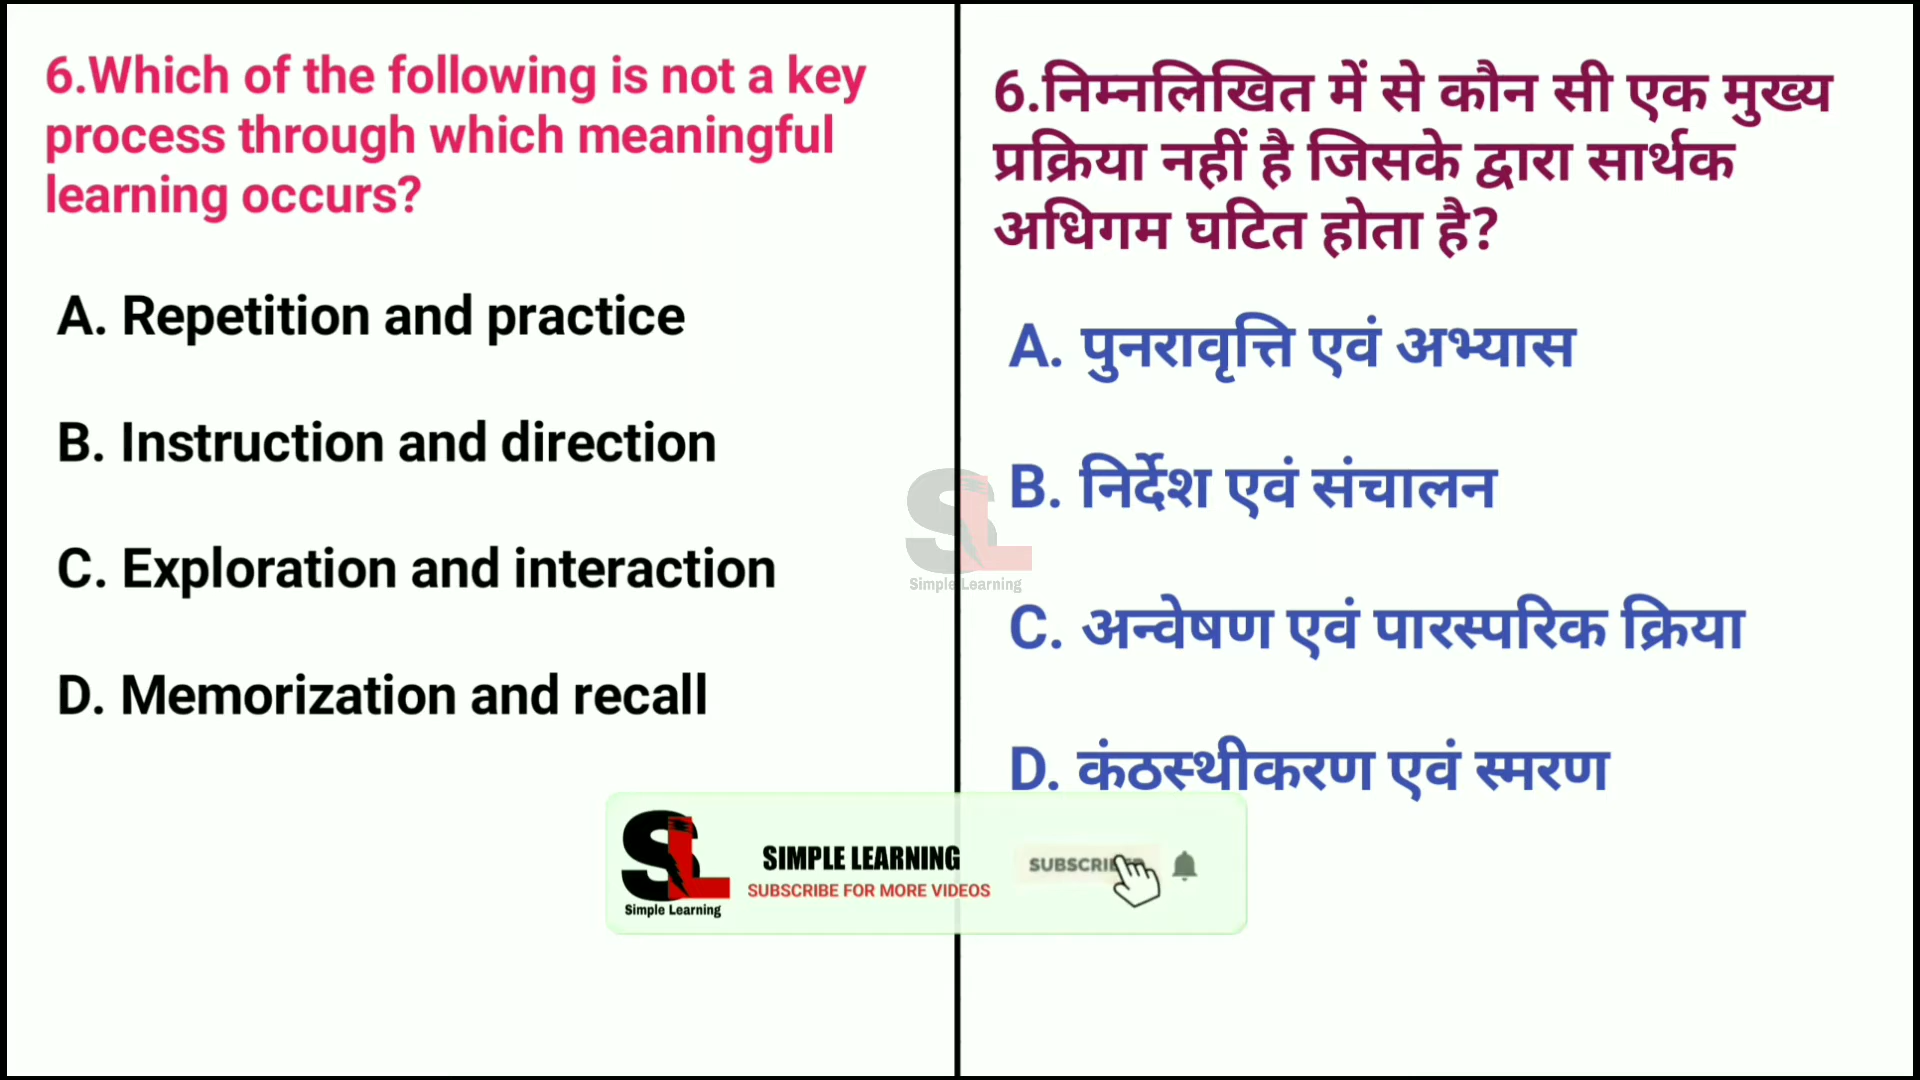 6.Which of the following is not a key
process through which meaningful
learning occurs?
A. Repetition and practice
B. Instruction and direction
C. Exploration and interaction
D. Memorization and recall
6.निम्नलिखित में से कौन सी एक मुख्य
प्रक्रिया नहीं है जिसके द्वारा सार्थक
अधिगम घटित होता है?
A. पुनरावृत्ति एवं अभ्यास
B. निर्देश एवं संचालन
C. अन्वेषण एवं पारस्परिक क्रिया
D. कंठस्थीकरण एवं स्मरण
SL
Simple Learning
SL
Simple Learning
SIMPLE LEARNING
SUBSCRIBE FOR MORE VIDEOS